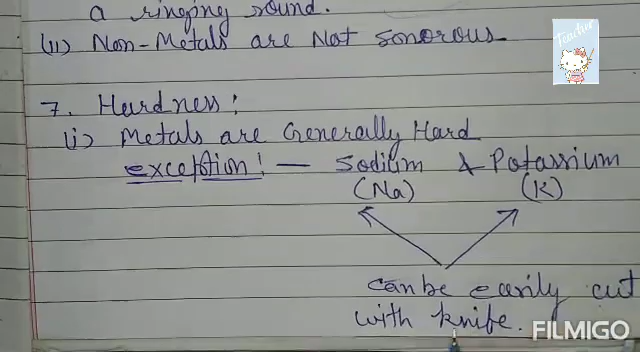 a ringing sound.
(ii) Non-Metals are Not sonorous
Teacher
7. Hardness:
(i) Metals are Generally Hard
exception! — Sodium & Potassium
(Na) (K)
can be easily cut
with knife.
FILMIGO